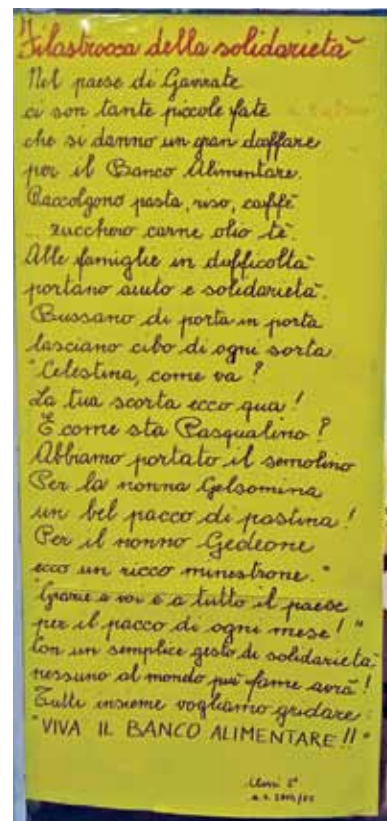 Filastrocca della solidarietà
Nel paese di Gavirate
ci son tante piccole fate
che si danno un gran daffare
per il Banco Alimentare.
Raccolgono pasta, riso, caffè
... zucchero carne olio tè.
Alle famiglie in difficoltà
portano aiuto e solidarietà.
Bussano di porta in porta
lasciano cibo di ogni sorta.
"Celestina, come va?
La tua scorta ecco qua!
E come sta Pasqualino?
Abbiamo portato il semolino
Per la nonna Gelsomina
un bel pacco di pastina!
Per il nonno Gedeone
ecco un ricco minestrone."
"Grazie a voi e a tutto il paese
per il pacco di ogni mese!"
Con un semplice gesto di solidarietà
nessuno al mondo più fame avrà!
Tutti insieme vogliamo gridare:
"VIVA IL BANCO ALIMENTARE!!"
a.s.